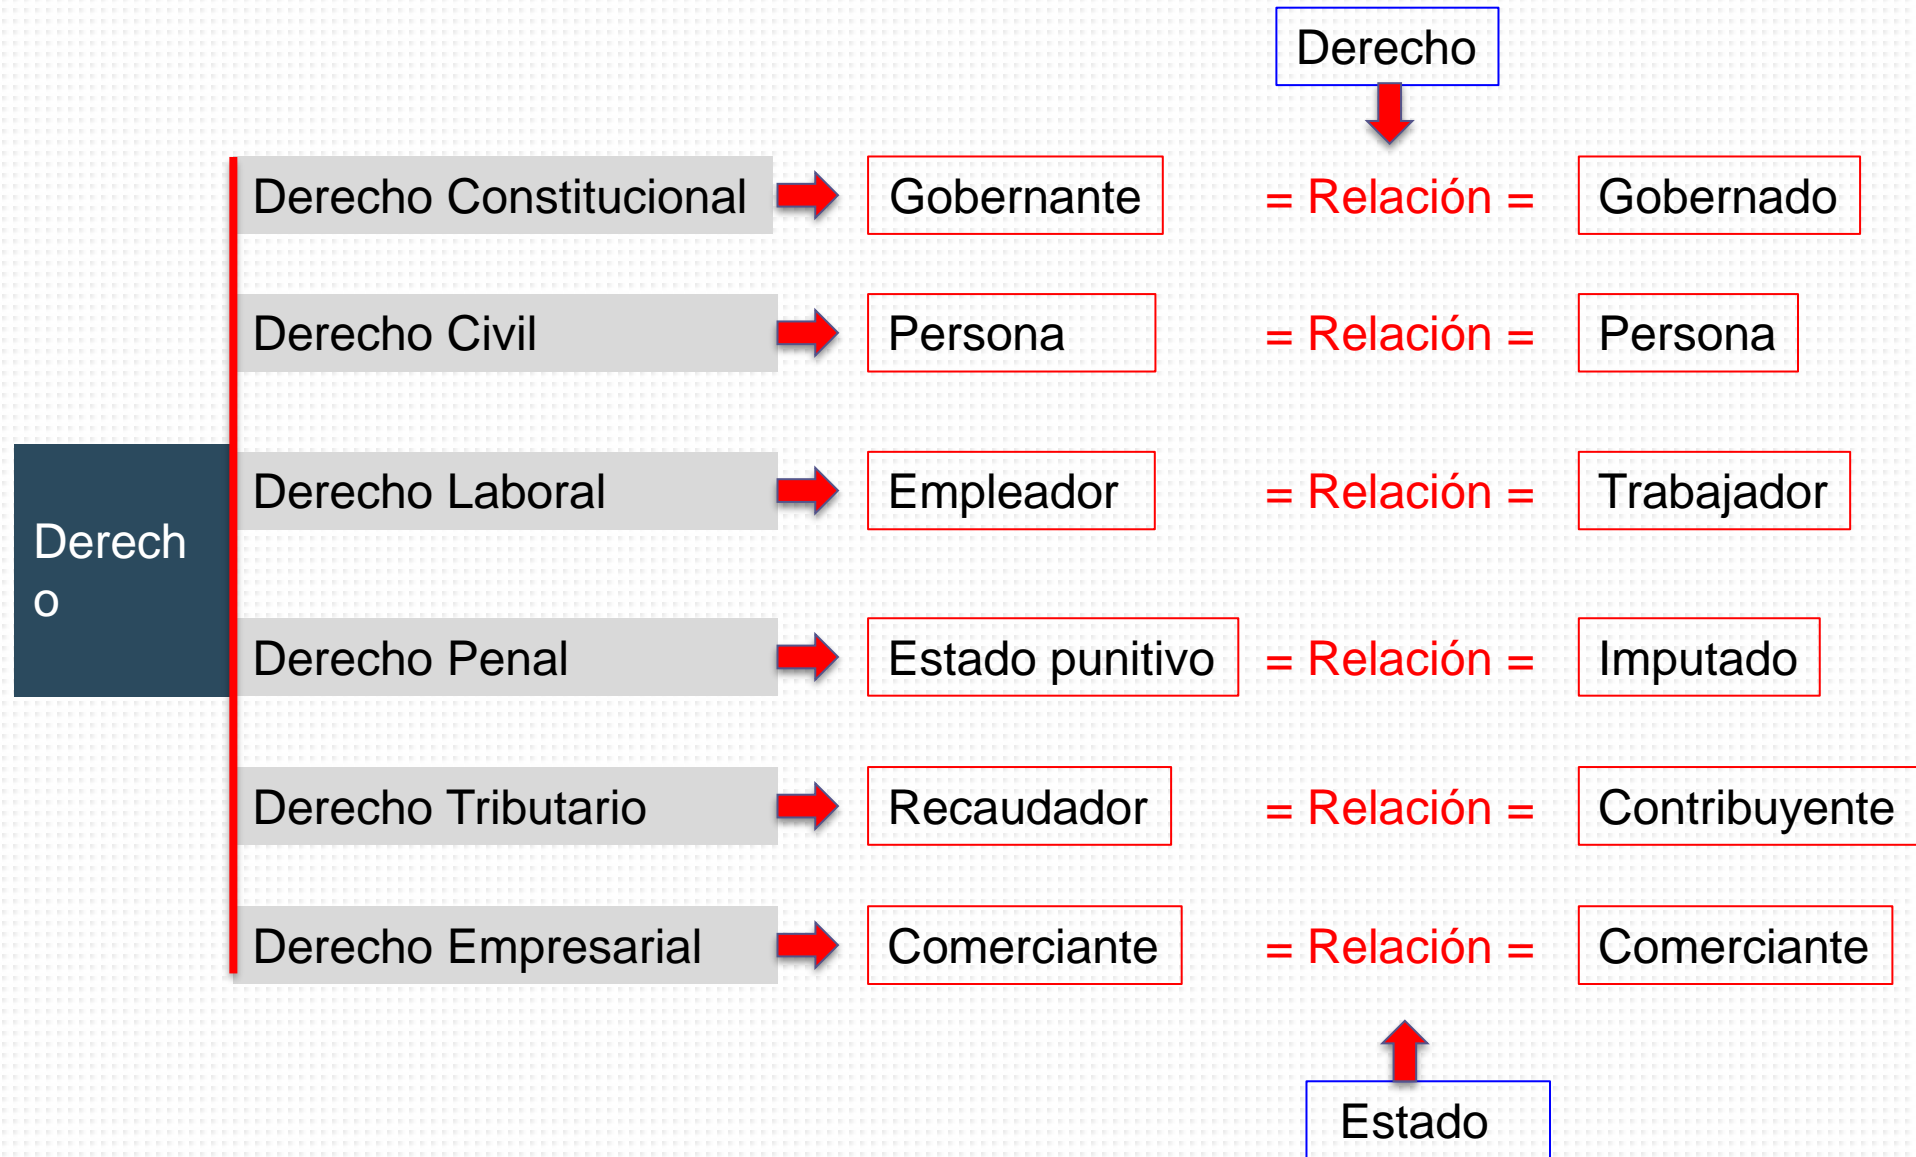 Derecho
Derecho Constitucional Gobernante = Relación = Gobernado
Derecho Civil Persona = Relación = Persona
Derecho Laboral Empleador = Relación = Trabajador
Derech
o
Derecho Penal Estado punitivo = Relación = Imputado
Derecho Tributario Recaudador = Relación = Contribuyente
Derecho Empresarial Comerciante = Relación = Comerciante
Estado